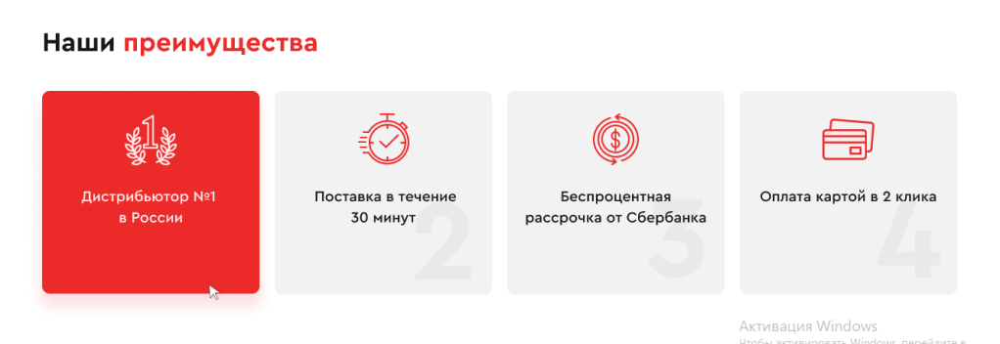 Наши преимущества
1
Дистрибьютор №1
в России
Поставка в течение
30 минут
2
$
Беспроцентная
рассрочка от Сбербанка
3
Оплата картой в 2 клика
4
Активация Windows
Чтобы активировать Windows, перейдите в